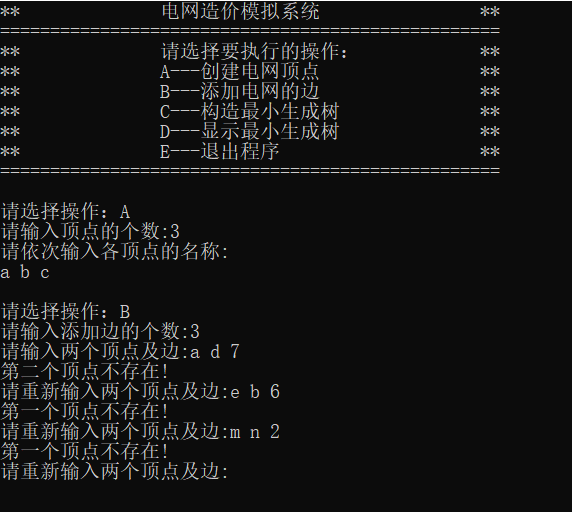 **              电网造价模拟系统                **
==================================================
**              请选择要执行的操作:             **
**              A---创建电网顶点                **
**              B---添加电网的边                **
**              C---构造最小生成树              **
**              D---显示最小生成树              **
**              E---退出程序                    **
==================================================
请选择操作: A
请输入顶点的个数:3
请依次输入各顶点的名称:
a b c
请选择操作: B
请输入添加边的个数:3
请输入两个顶点及边:a d 7
第二个顶点不存在!
请重新输入两个顶点及边:e b 6
第一个顶点不存在!
请重新输入两个顶点及边:m n 2
第一个顶点不存在!
请重新输入两个顶点及边: